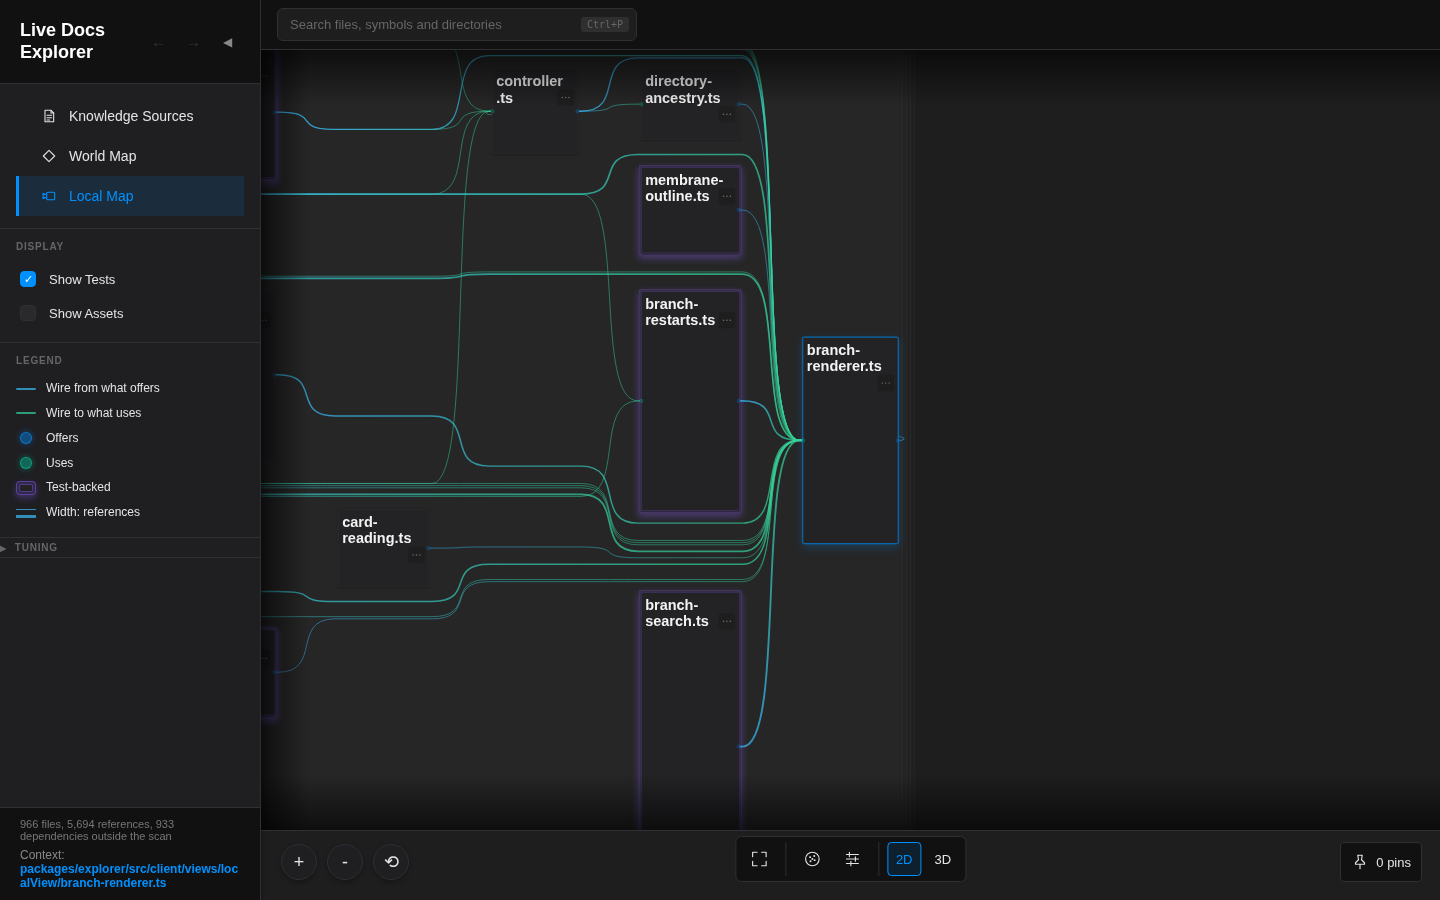 Live Docs
Explorer
← → ◀
Search files, symbols and directories
Ctrl+P
Knowledge Sources
World Map
Local Map
DISPLAY
✓ Show Tests
Show Assets
LEGEND
Wire from what offers
Wire to what uses
Offers
Uses
Test-backed
Width: references
▶ TUNING
966 files, 5,694 references, 933
dependencies outside the scan
Context:
packages/explorer/src/client/views/loc
alView/branch-renderer.ts
controller
.ts
...
directory-
ancestry.ts
...
membrane-
outline.ts
...
branch-
restarts.ts
...
branch-
renderer.ts
...
card-
reading.ts
...
branch-
search.ts
...
+
-
⟲
2D
3D
0 pins